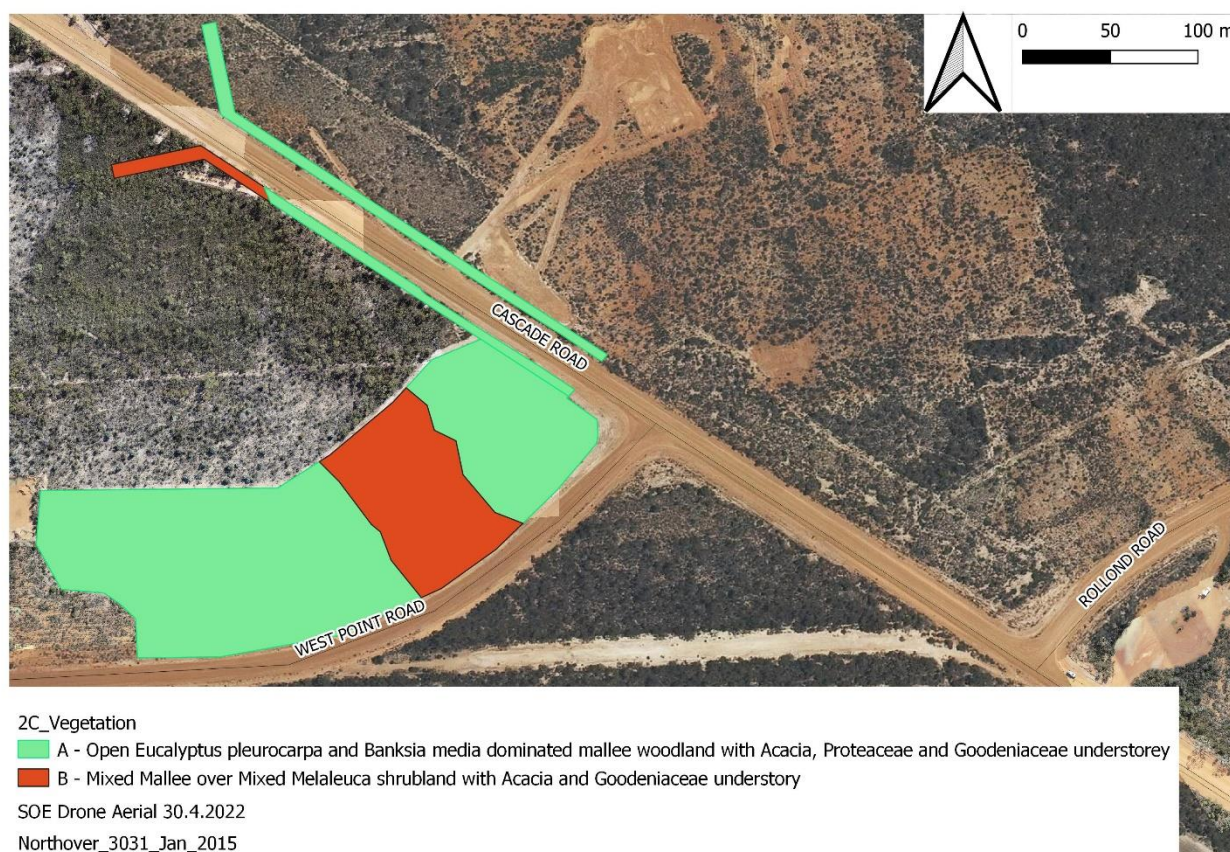 0 50 100 m
CASCADE ROAD
WEST POINT ROAD
ROLLOND ROAD
2C_Vegetation
A - Open Eucalyptus pleurocarpa and Banksia media dominated mallee woodland with Acacia, Proteaceae and Goodeniaceae understorey
B - Mixed Mallee over Mixed Melaleuca shrubland with Acacia and Goodeniaceae understory
SOE Drone Aerial 30.4.2022
Northover_3031_Jan_2015